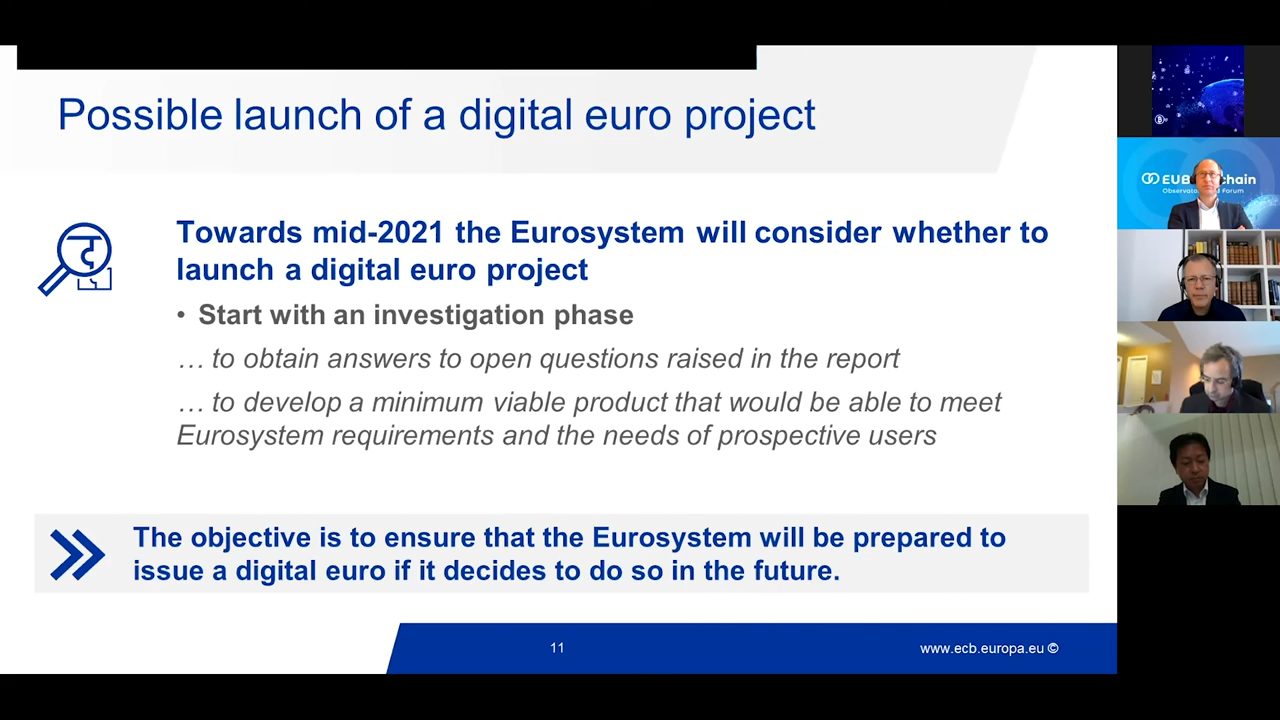 Possible launch of a digital euro project
Towards mid-2021 the Eurosystem will consider whether to
launch a digital euro project
• Start with an investigation phase
… to obtain answers to open questions raised in the report
… to develop a minimum viable product that would be able to meet
Eurosystem requirements and the needs of prospective users
The objective is to ensure that the Eurosystem will be prepared to
issue a digital euro if it decides to do so in the future.
11
www.ecb.europa.eu ©